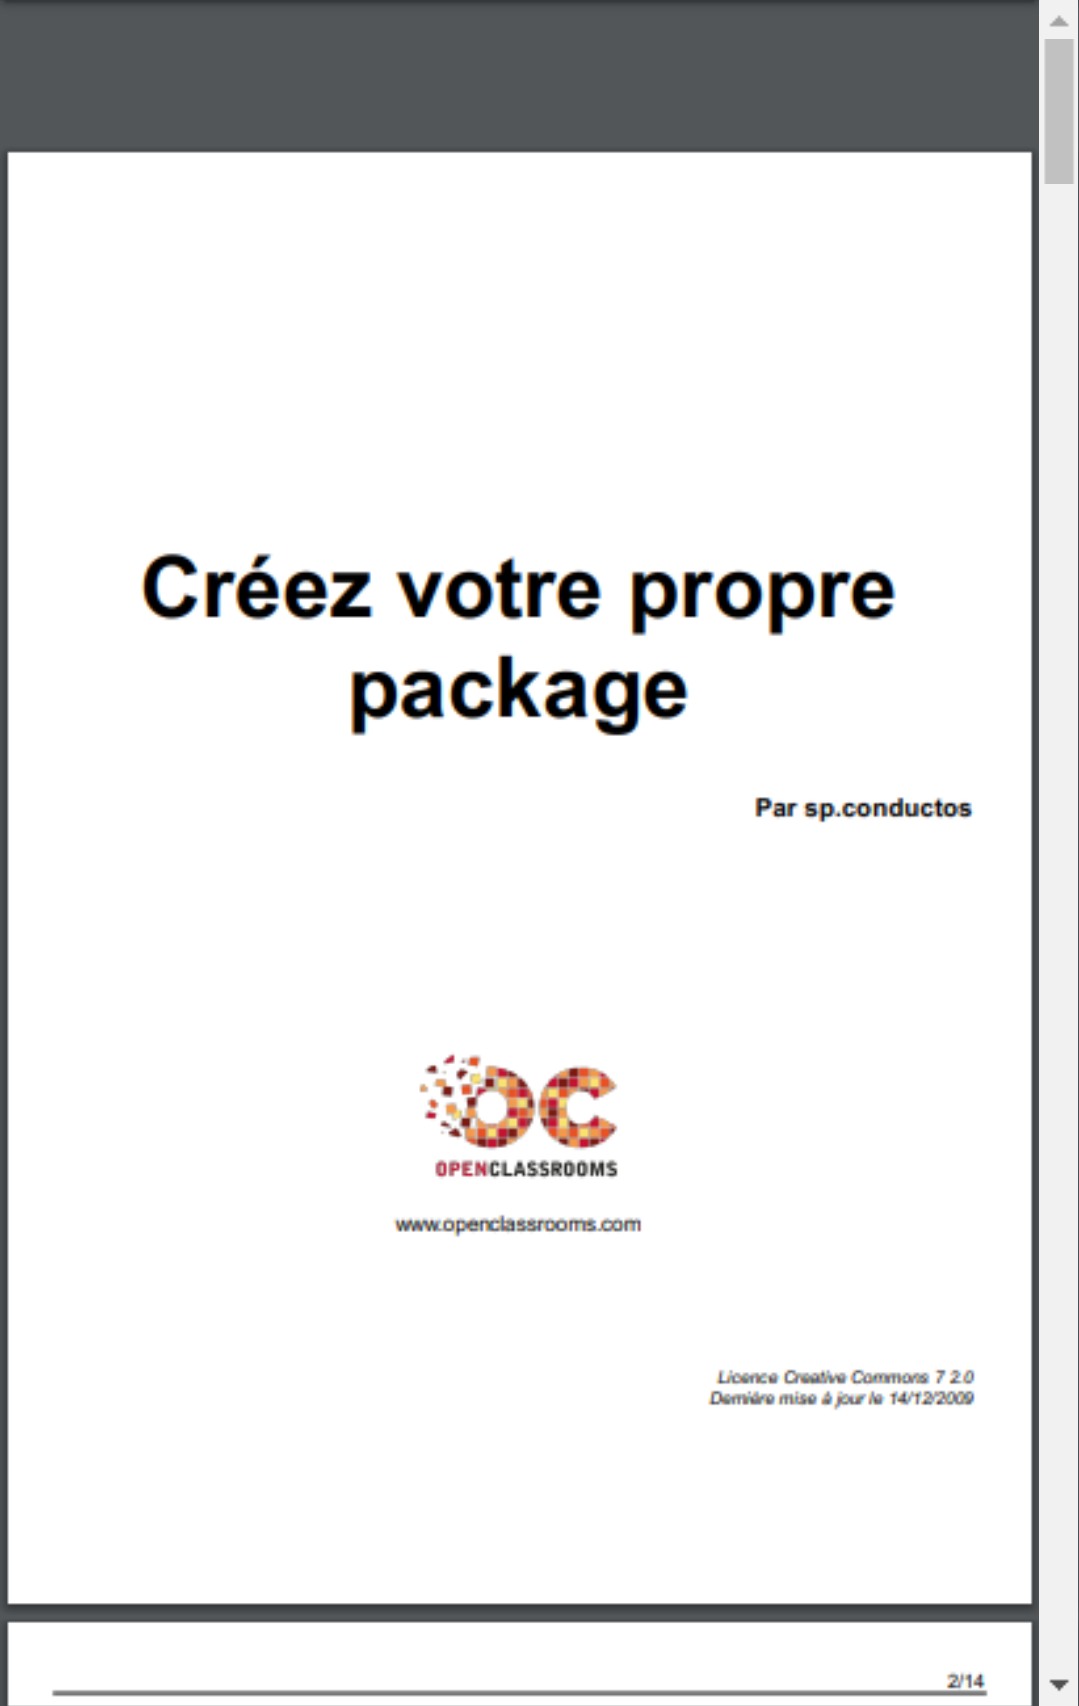 Créez votre propre
package
Par sp.conductos
OPENCLASSROOMS
www.openclassrooms.com
Licence Creative Commons 7 2.0
Dernière mise à jour le 14/12/2009
2/14